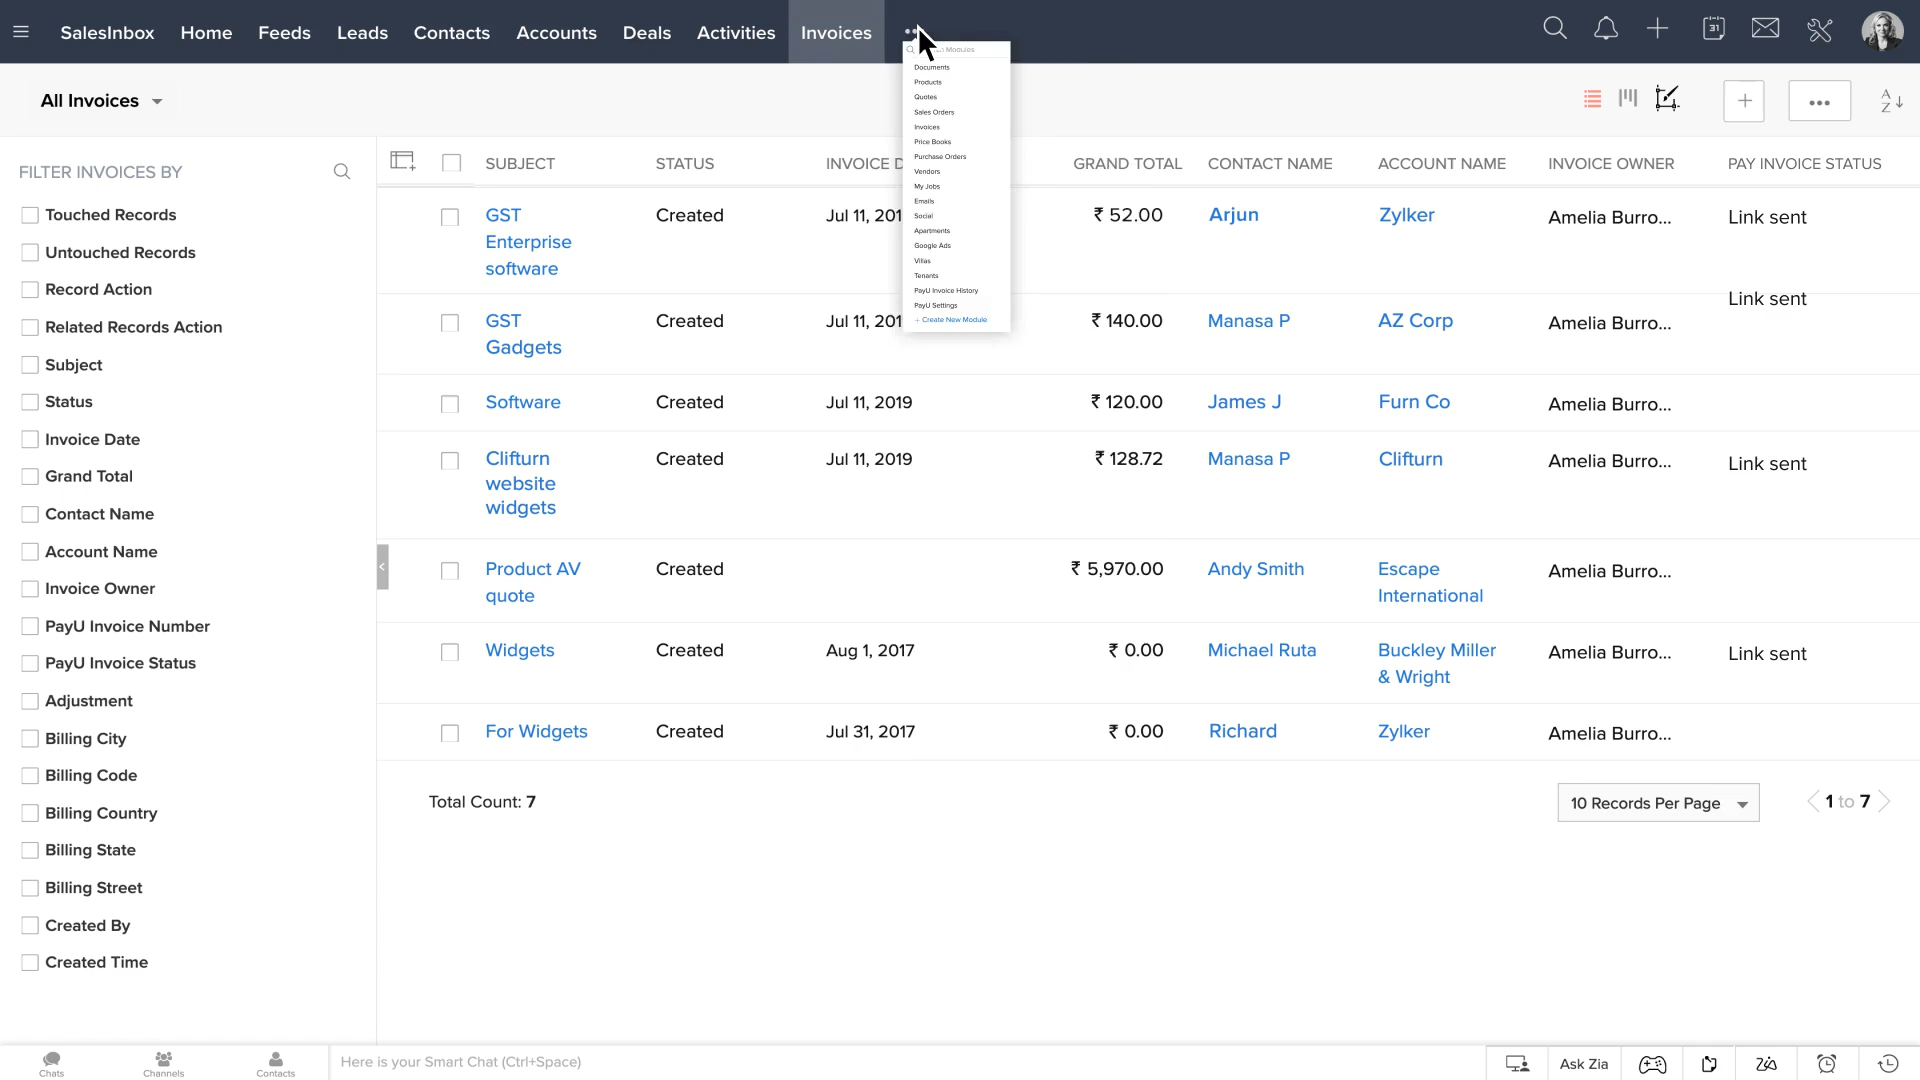 SalesInbox Home Feeds Leads Contacts Accounts Deals Activities Invoices
31
Modules
Documents
Products
Quotes
Sales Orders
Invoices
Price Books
Purchase Orders
Vendors
My Jobs
Emails
Social
Apartments
Google Ads
Villas
Tenants
PayU Invoice History
PayU Settings
+ Create New Module
All Invoices
A
Z
FILTER INVOICES BY
Touched Records
Untouched Records
Record Action
Related Records Action
Subject
Status
Invoice Date
Grand Total
Contact Name
Account Name
Invoice Owner
PayU Invoice Number
PayU Invoice Status
Adjustment
Billing City
Billing Code
Billing Country
Billing State
Billing Street
Created By
Created Time
SUBJECT STATUS INVOICE D GRAND TOTAL CONTACT NAME ACCOUNT NAME INVOICE OWNER PAY INVOICE STATUS
GST Created Jul 11, 201 ₹ 52.00 Arjun Zylker Amelia Burro... Link sent
Enterprise
software
Link sent
GST Created Jul 11, 201 ₹ 140.00 Manasa P AZ Corp Amelia Burro...
Gadgets
Software Created Jul 11, 2019 ₹ 120.00 James J Furn Co Amelia Burro...
Clifturn Created Jul 11, 2019 ₹ 128.72 Manasa P Clifturn Amelia Burro... Link sent
website
widgets
Product AV Created ₹ 5,970.00 Andy Smith Escape Amelia Burro...
quote International
Widgets Created Aug 1, 2017 ₹ 0.00 Michael Ruta Buckley Miller Amelia Burro... Link sent
& Wright
For Widgets Created Jul 31, 2017 ₹ 0.00 Richard Zylker Amelia Burro...
Total Count: 7 10 Records Per Page 1 to 7
Chats Channels Contacts Here is your Smart Chat (Ctrl+Space) Ask Zia